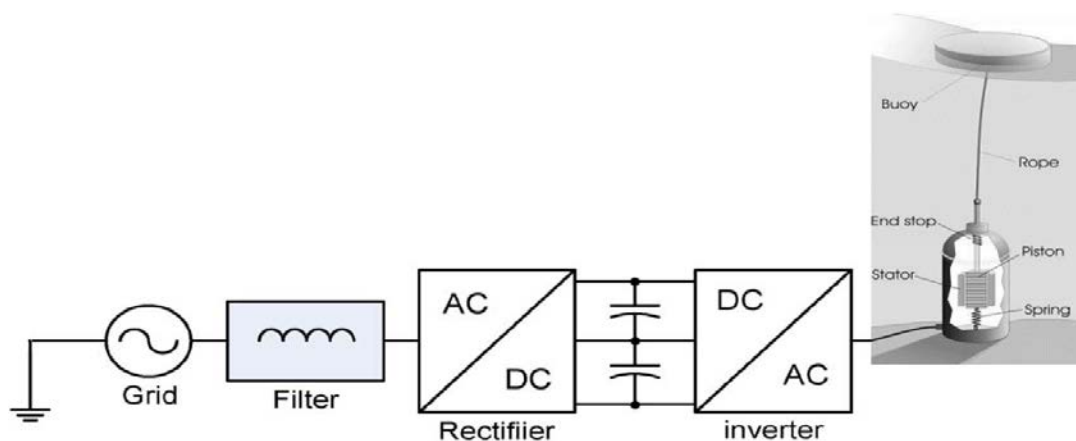 Buoy
Rope
End stop
Piston
Stator
Spring
AC
DC
DC
AC
Grid
Filter
Rectifiier
inverter